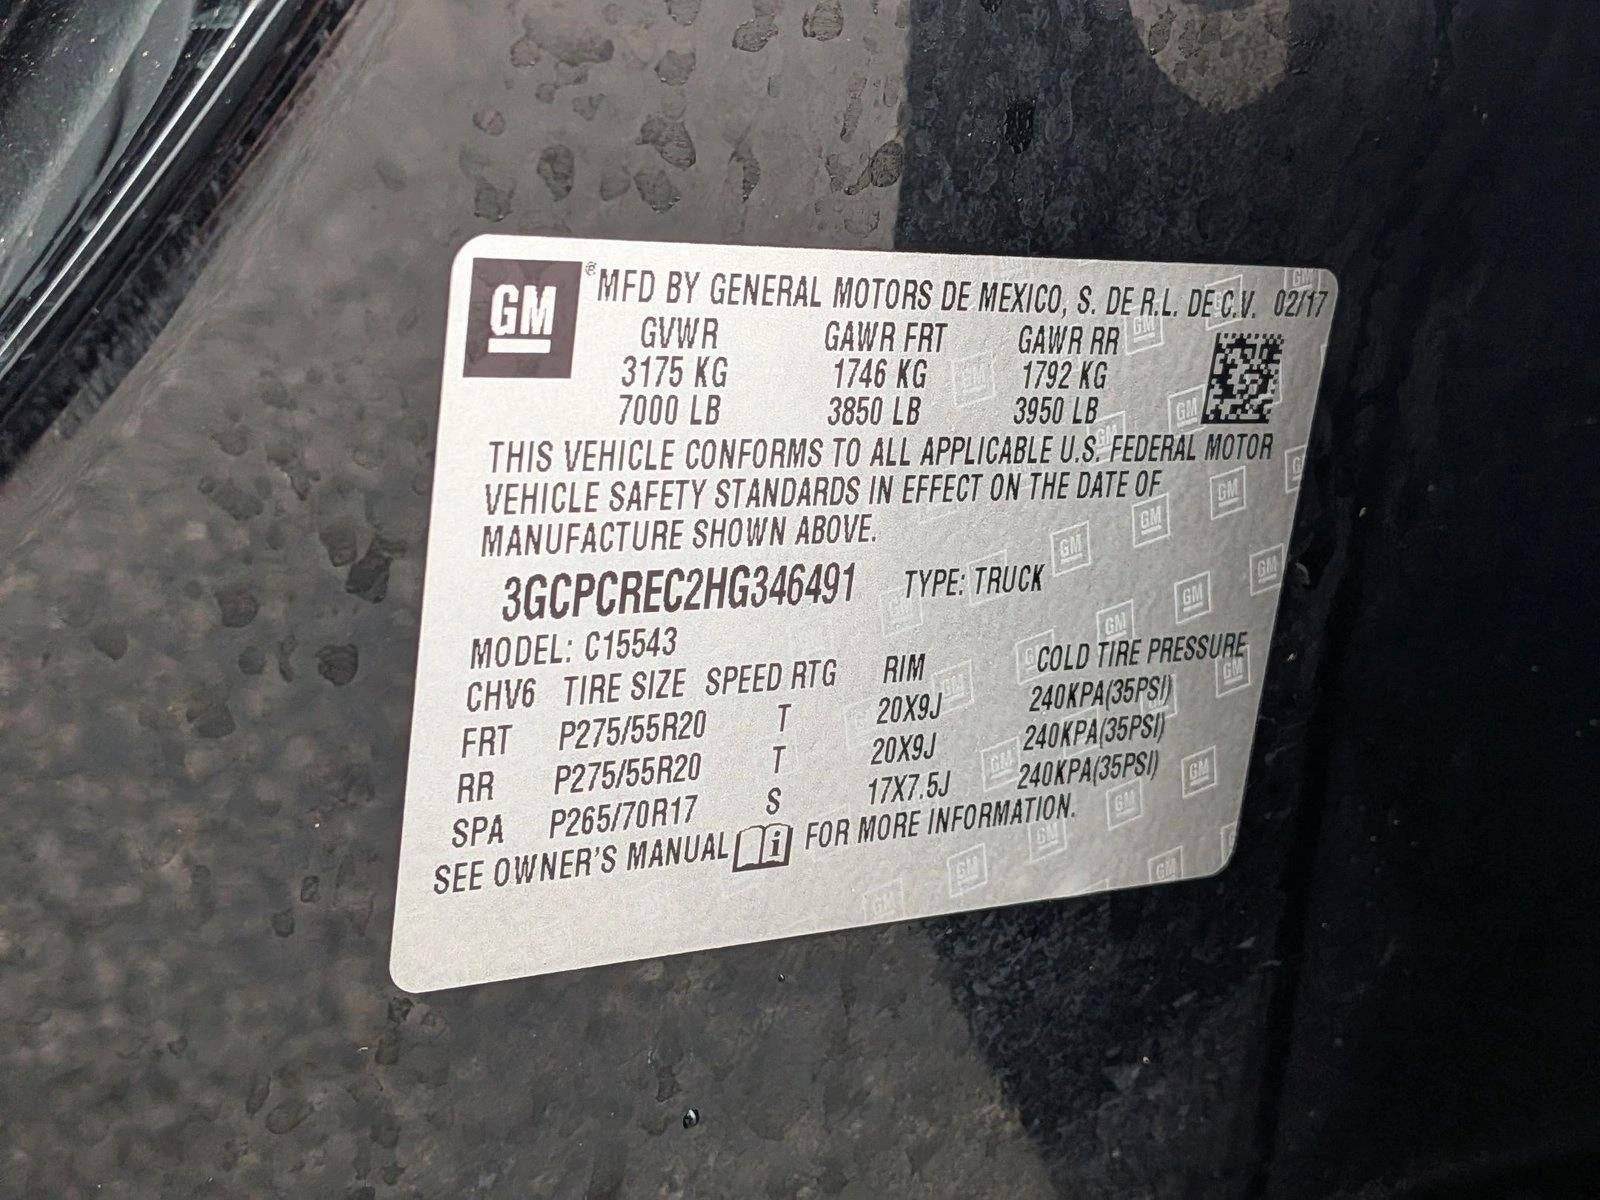 GM ® MFD BY GENERAL MOTORS DE MEXICO, S. DE R.L. DE C.V. 02/17
GVWR GAWR FRT GAWR RR
3175 KG 1746 KG 1792 KG
7000 LB 3850 LB 3950 LB
THIS VEHICLE CONFORMS TO ALL APPLICABLE U.S. FEDERAL MOTOR
VEHICLE SAFETY STANDARDS IN EFFECT ON THE DATE OF
MANUFACTURE SHOWN ABOVE.
3GCPCREC2HG346491 TYPE: TRUCK
MODEL: C15543
CHV6 TIRE SIZE SPEED RTG RIM COLD TIRE PRESSURE
FRT P275/55R20 T 20X9J 240KPA(35PSI)
RR P275/55R20 T 20X9J 240KPA(35PSI)
SPA P265/70R17 S 17X7.5J 240KPA(35PSI)
SEE OWNER'S MANUAL i FOR MORE INFORMATION.